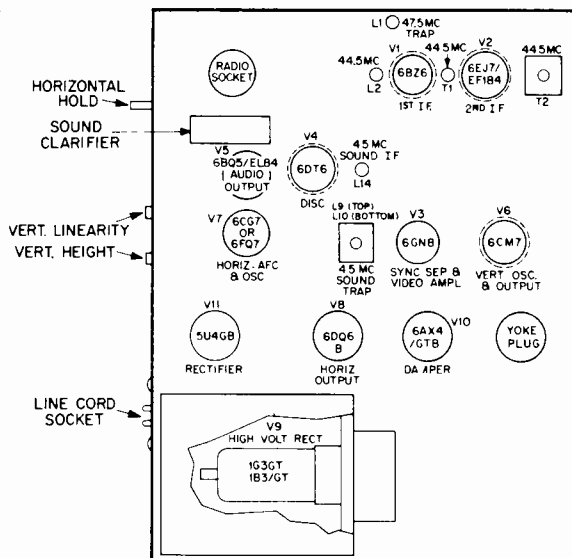 L1
47.5MC
TRAP
V1
44.5MC
V2
44.5MC
44.5MC
6BZ6
6EJ7/
EF184
L2
T1
T2
1ST IF
2ND IF
RADIO
SOCKET
HORIZONTAL
HOLD
SOUND
CLARIFIER
V5
6BQ5/EL84
(AUDIO)
OUTPUT
V4
6DT6
DISC
4.5 MC
SOUND IF
L14
VERT. LINEARITY
VERT. HEIGHT
V7
6CG7
OR
6FQ7
HORIZ. AFC
& OSC
L9 (TOP)
L10 (BOTTOM)
4.5 MC
SOUND
TRAP
V3
6GN8
SYNC SEP &
VIDEO AMPL
V6
6CM7
VERT OSC.
& OUTPUT
V11
5U4GB
RECTIFIER
V8
6DQ6
B
HORIZ
OUTPUT
6AX4
/GTB
V10
DAMPER
YOKE
PLUG
LINE CORD
SOCKET
V9
HIGH VOLT RECT
1G3GT
1B3/GT